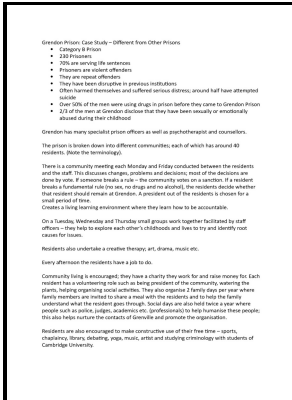 Grendon Prison: Case Study – Different from Other Prisons
• Category B Prison
• 230 Prisoners
• 70% are serving life sentences
• Prisoners are violent offenders
• They are repeat offenders
• They have been disruptive in previous institutions
• Often harmed themselves and suffered serious distress; around half have attempted
suicide
• Over 50% of the men were using drugs in prison before they came to Grendon Prison
• 2/3 of the men at Grendon disclose that they have been sexually or emotionally
abused during their childhood
Grendon has many specialist prison officers as well as psychotherapist and counsellors.
The prison is broken down into different communities; each of which has around 40
residents. (Note the terminology).
There is a community meeting each Monday and Friday conducted between the residents
and the staff. This discusses changes, problems and decisions; most of the decisions are
done by vote. If someone breaks a rule – the community votes on a sanction. If a resident
breaks a fundamental rule (no sex, no drugs and no alcohol), the residents decide whether
that resident should remain at Grendon. A president out of the residents is chosen for a
small period of time.
Creates a living learning environment where they learn how to be accountable.
On a Tuesday, Wednesday and Thursday small groups work together facilitated by staff
officers – they help to explore each other's childhoods and lives to try and identify root
causes for issues.
Residents also undertake a creative therapy; art, drama, music etc.
Every afternoon the residents have a job to do.
Community living is encouraged; they have a charity they work for and raise money for. Each
resident has a volunteering role such as being president of the community, watering the
plants, helping organising social activities. They also organise 2 family days per year where
family members are invited to share a meal with the residents and to help the family
understand what the resident goes through. Social days are also held twice a year where
people such as police, judges, academics etc. (professionals) to help humanise these people;
this also helps nurture the contacts of Grenville and promote the organisation.
Residents are also encouraged to make constructive use of their free time – sports,
chaplaincy, library, debating, yoga, music, artist and studying criminology with students of
Cambridge University.